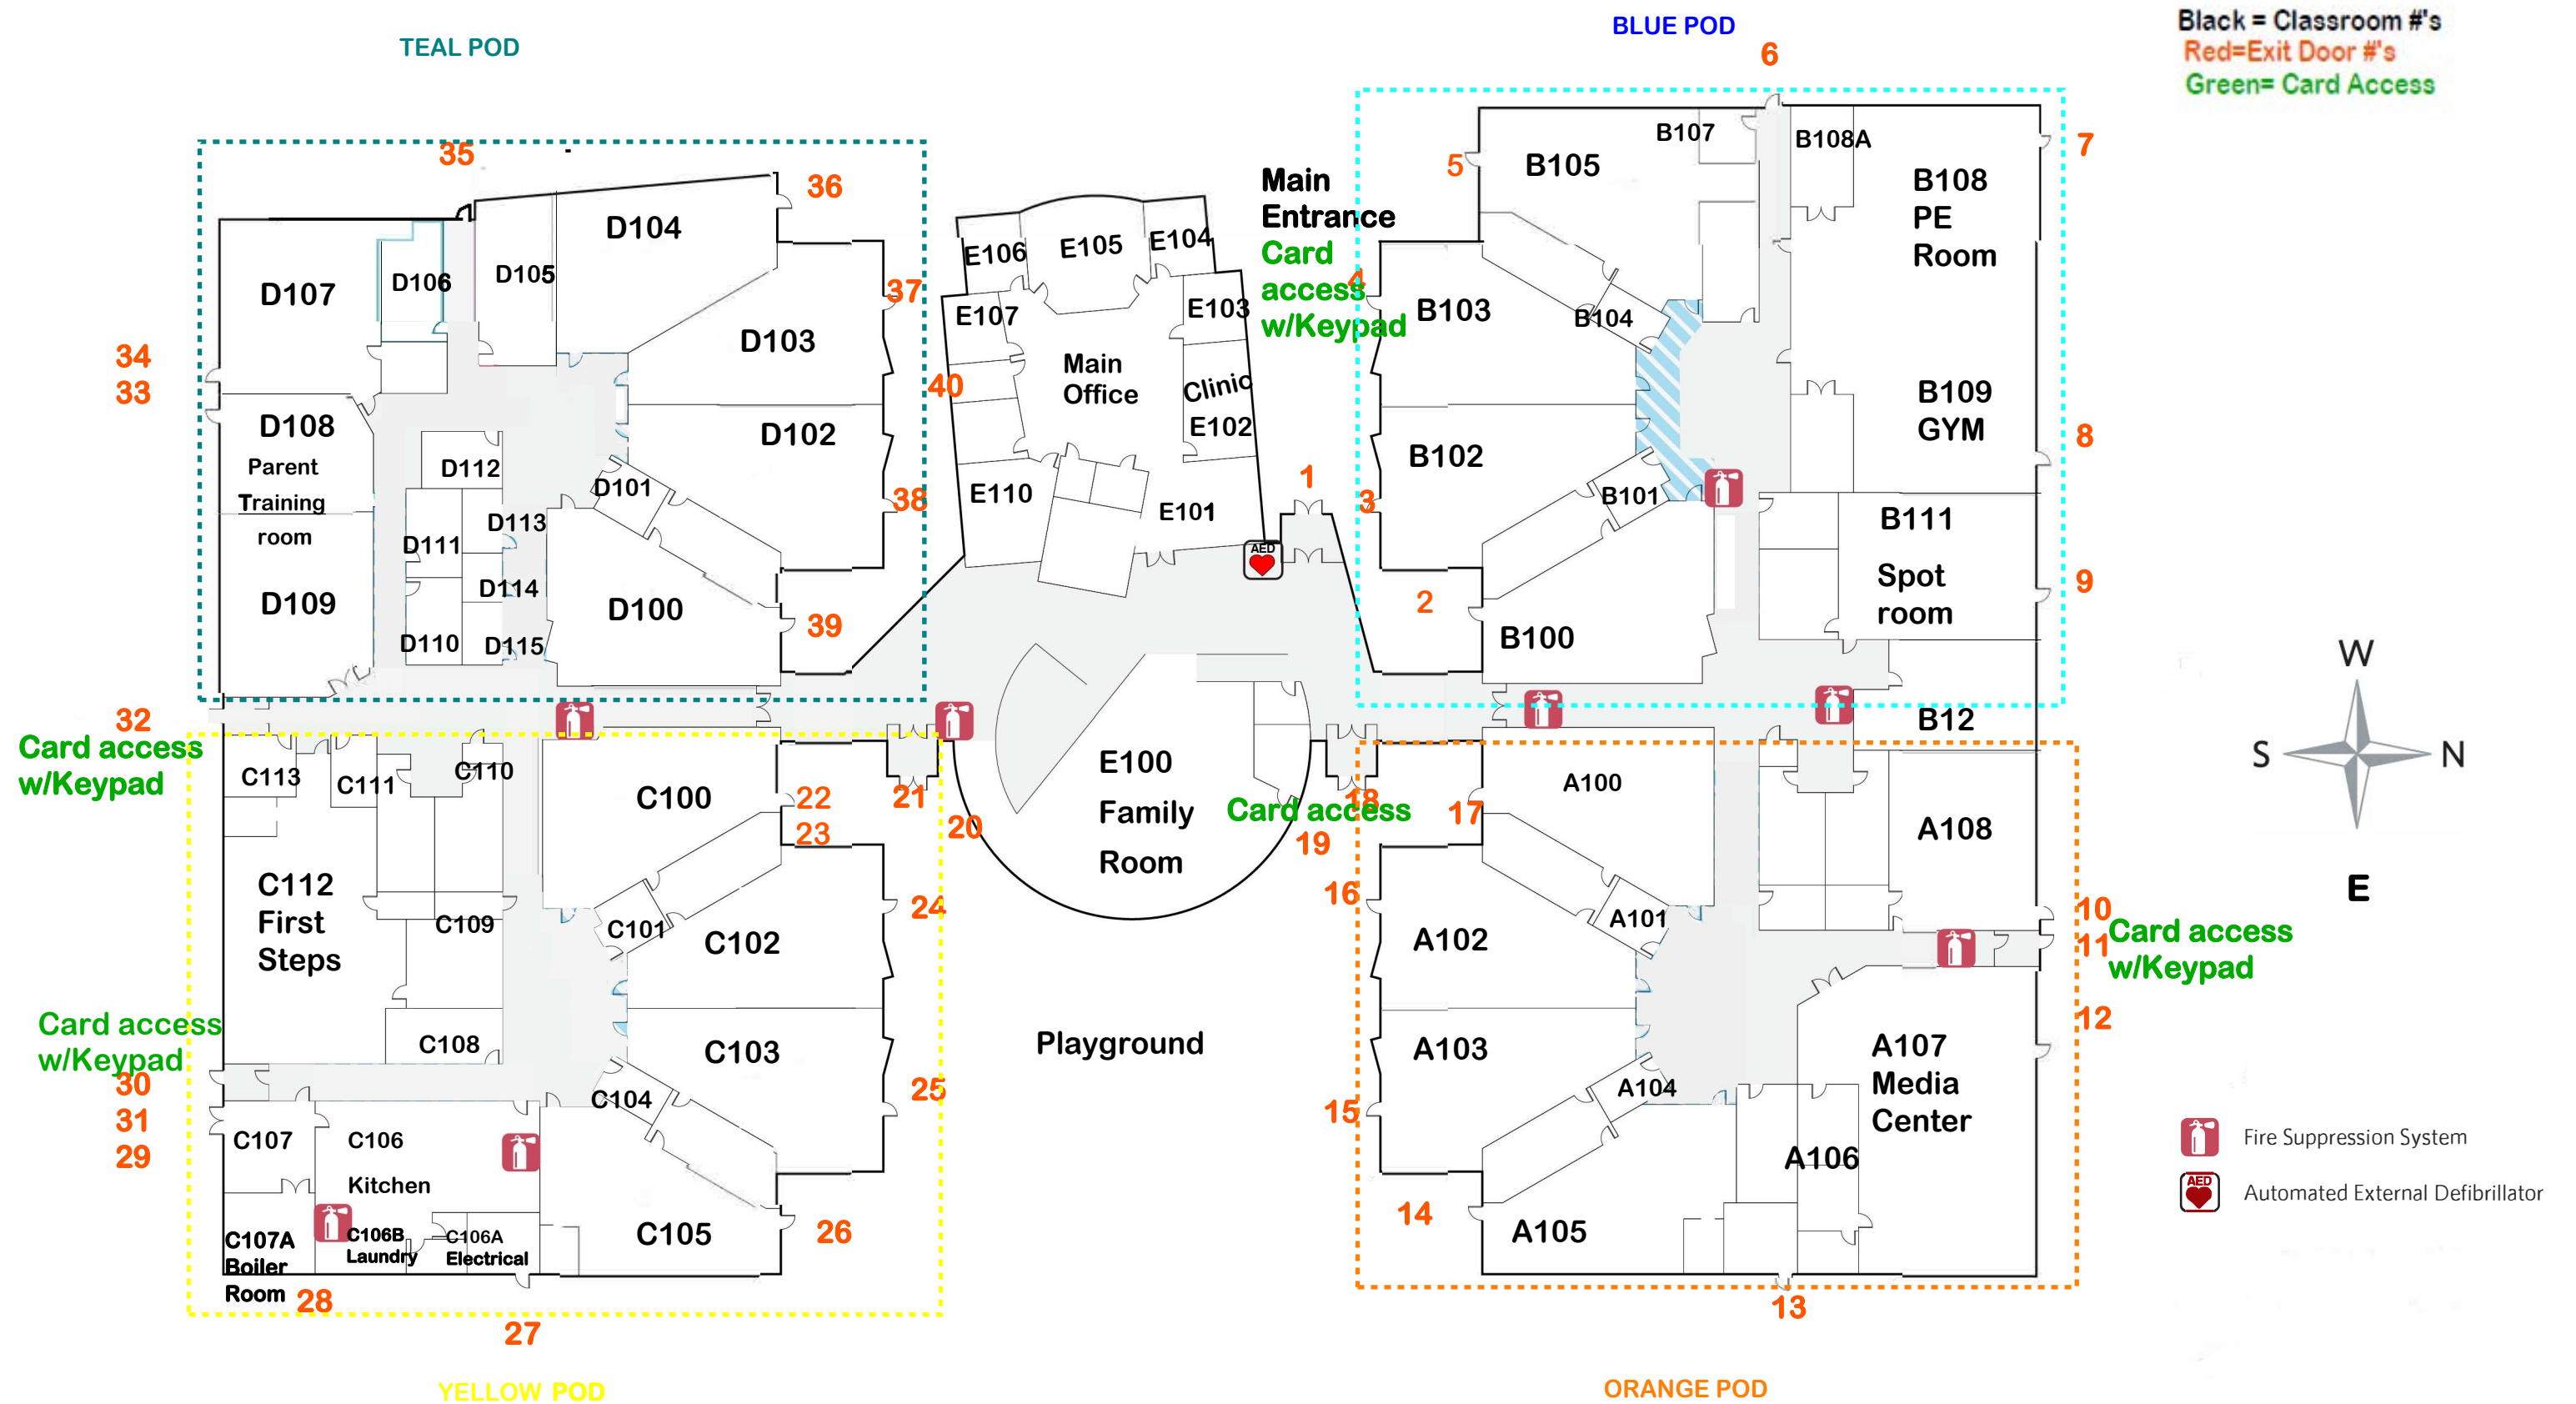 TEAL POD
BLUE POD
Black = Classroom #'s
Red=Exit Door #'s
Green= Card Access
6
35
36
37
34
33
38
39
40
D104
D105
D106
D107
D103
D102
D108
Parent
Training
room
D109
D112
D101
D113
D111
D114
D110
D115
D100
E106
E105
E104
E107
E103
Main
Office
Clinic
E102
E110
E101
Main
Entrance
Card
access
w/Keypad
1
AED
5
4
3
2
B107
B105
B108A
B108
PE
Room
B103
B104
B109
GYM
B102
B101
B111
Spot
room
B100
B12
7
8
9
W
S
N
E
32
Card access
w/Keypad
C113
C111
C110
C100
22
23
21
20
C112
First
Steps
C109
C101
C102
24
C108
C103
25
Card access
w/Keypad
30
31
29
C104
C107
C106
Kitchen
C107A
Boiler
Room
C106B
Laundry
C106A
Electrical
C105
26
28
27
YELLOW POD
E100
Family
Room
Card access
18
19
17
Playground
16
15
14
A100
A108
A101
A102
A103
A104
A107
Media
Center
A106
A105
10
11
Card access
w/Keypad
12
13
ORANGE POD
Fire Suppression System
AED
Automated External Defibrillator